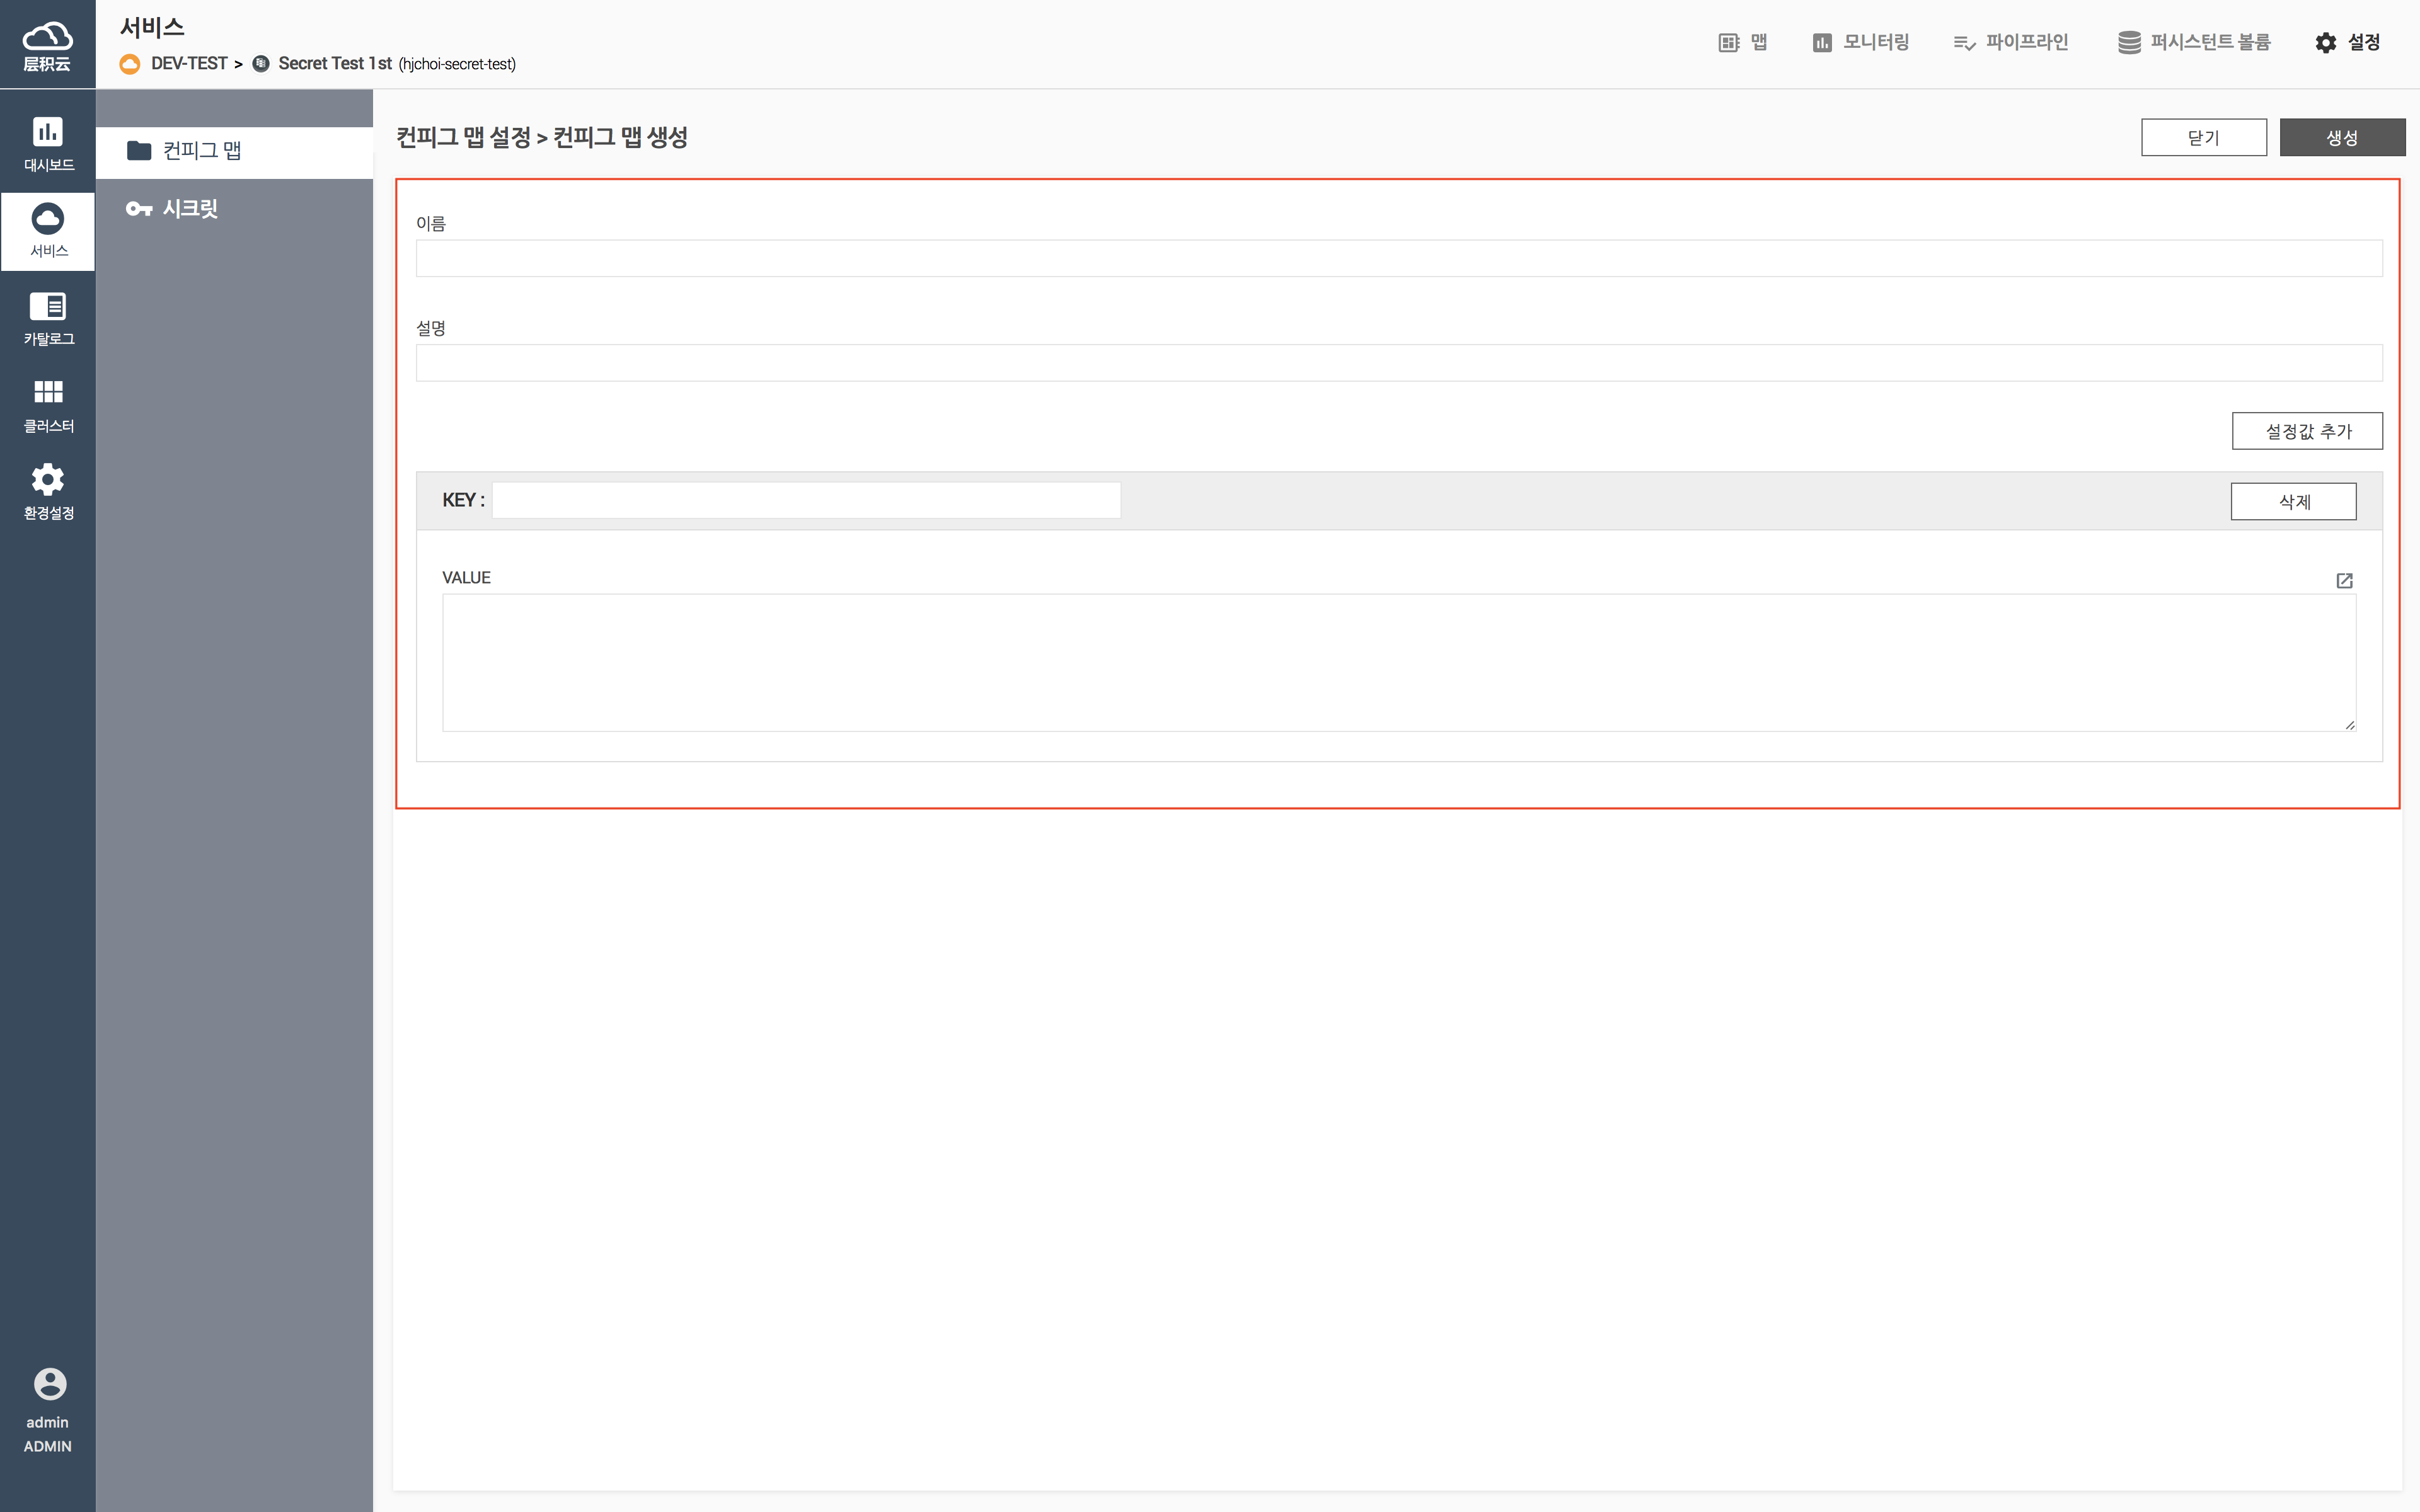 层积云
서비스
DEV-TEST > Secret Test 1st (hjchoi-secret-test)
맵
모니터링
파이프라인
퍼시스턴트 볼륨
설정
대시보드
서비스
카탈로그
클러스터
환경설정
admin
ADMIN
컨피그 맵
시크릿
컨피그 맵 설정 > 컨피그 맵 생성
닫기
생성
이름
설명
설정값 추가
KEY :
삭제
VALUE